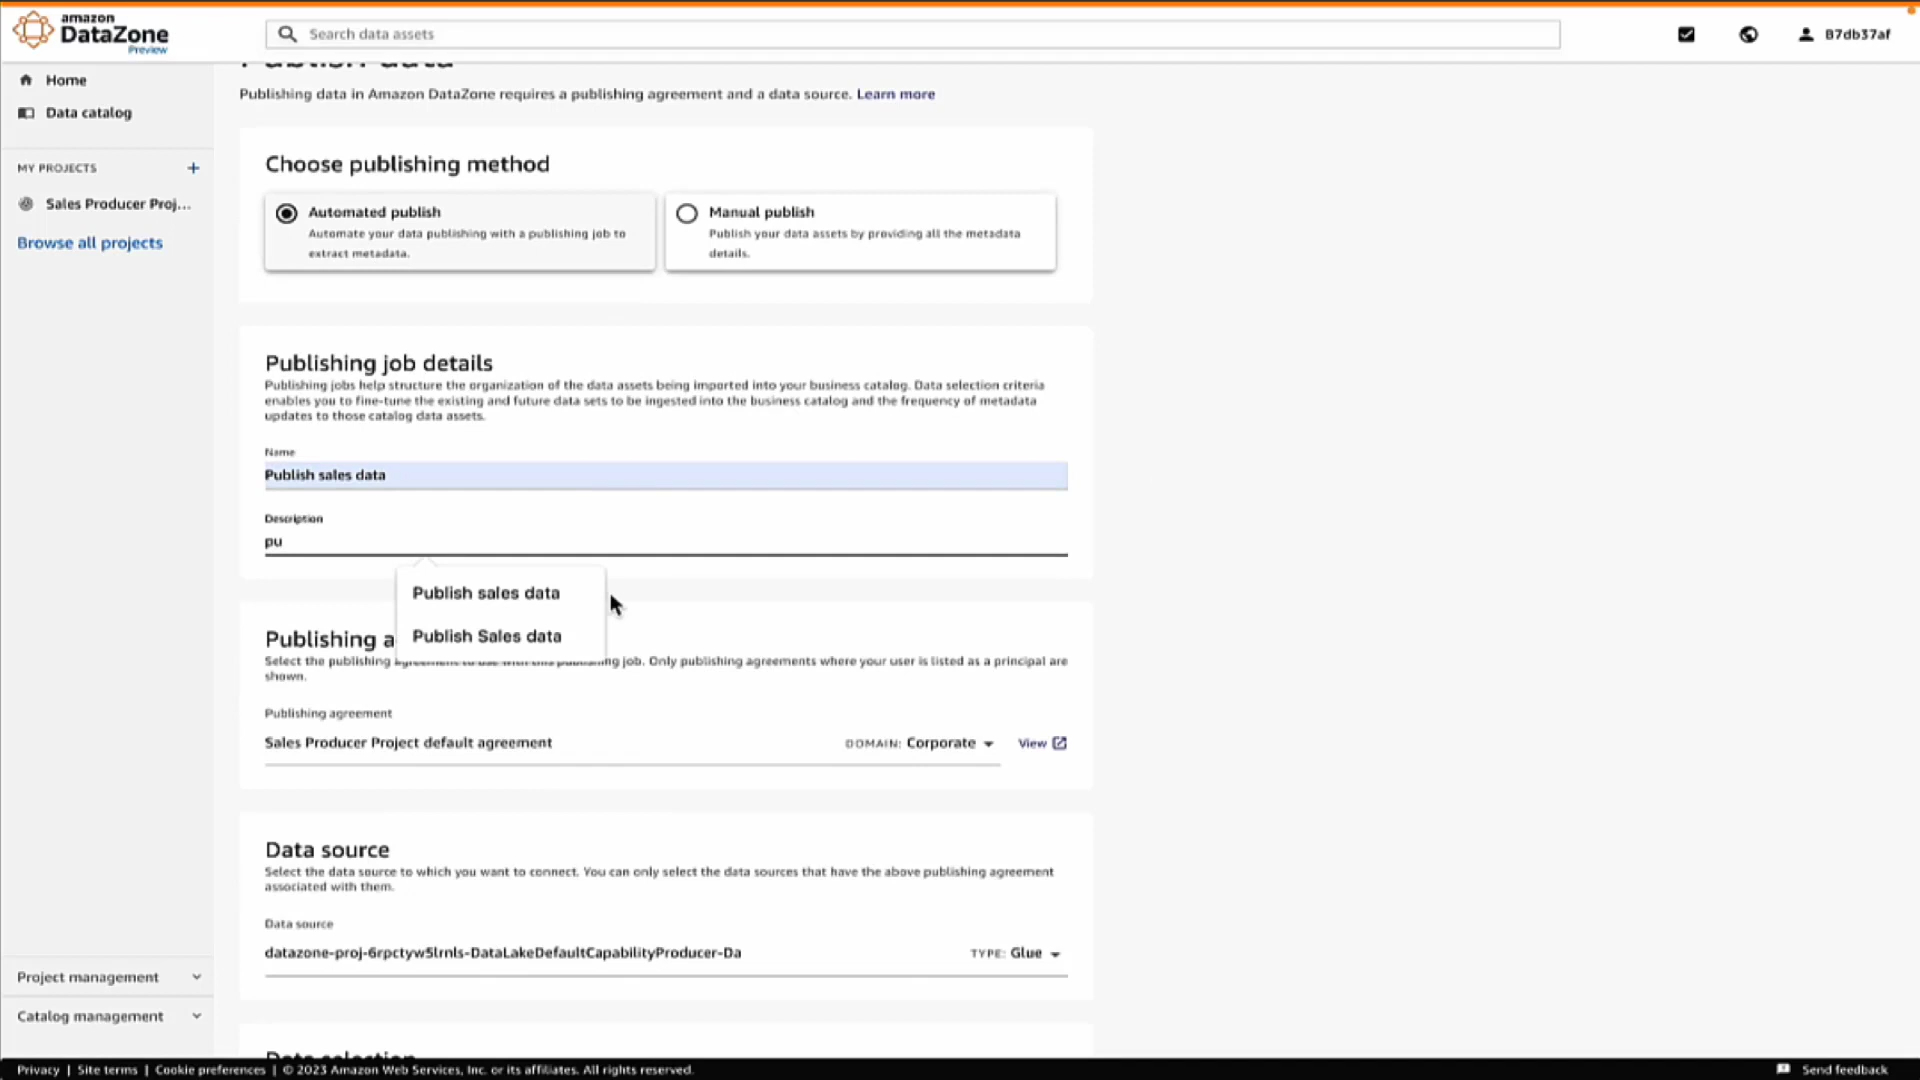 amazon
DataZone
Preview
Search data assets
87db37af
Home
Data catalog
MY PROJECTS
+
Sales Producer Proj...
Browse all projects
Publish data
Publishing data in Amazon DataZone requires a publishing agreement and a data source. Learn more
Choose publishing method
Automated publish
Automate your data publishing with a publishing job to
extract metadata.
Manual publish
Publish your data assets by providing all the metadata
details.
Publishing job details
Publishing jobs help structure the organization of the data assets being imported into your business catalog. Data selection criteria
enables you to fine-tune the existing and future data sets to be ingested into the business catalog and the frequency of metadata
updates to those catalog data assets.
Name
Publish sales data
Description
pu
Publish sales data
Publish Sales data
Publishing a
Select the publishing agreement to use with this publishing job. Only publishing agreements where your user is listed as a principal are
shown.
Publishing agreement
Sales Producer Project default agreement
DOMAIN: Corporate
View
Data source
Select the data source to which you want to connect. You can only select the data sources that have the above publishing agreement
associated with them.
Data source
datazone-proj-6rpctyw5lrnls-DataLakeDefaultCapabilityProducer-Da
TYPE: Glue
Data selection
Project management
Catalog management
Privacy | Site terms | Cookie preferences | © 2023 Amazon Web Services, Inc. or its affiliates. All rights reserved.
Send feedback